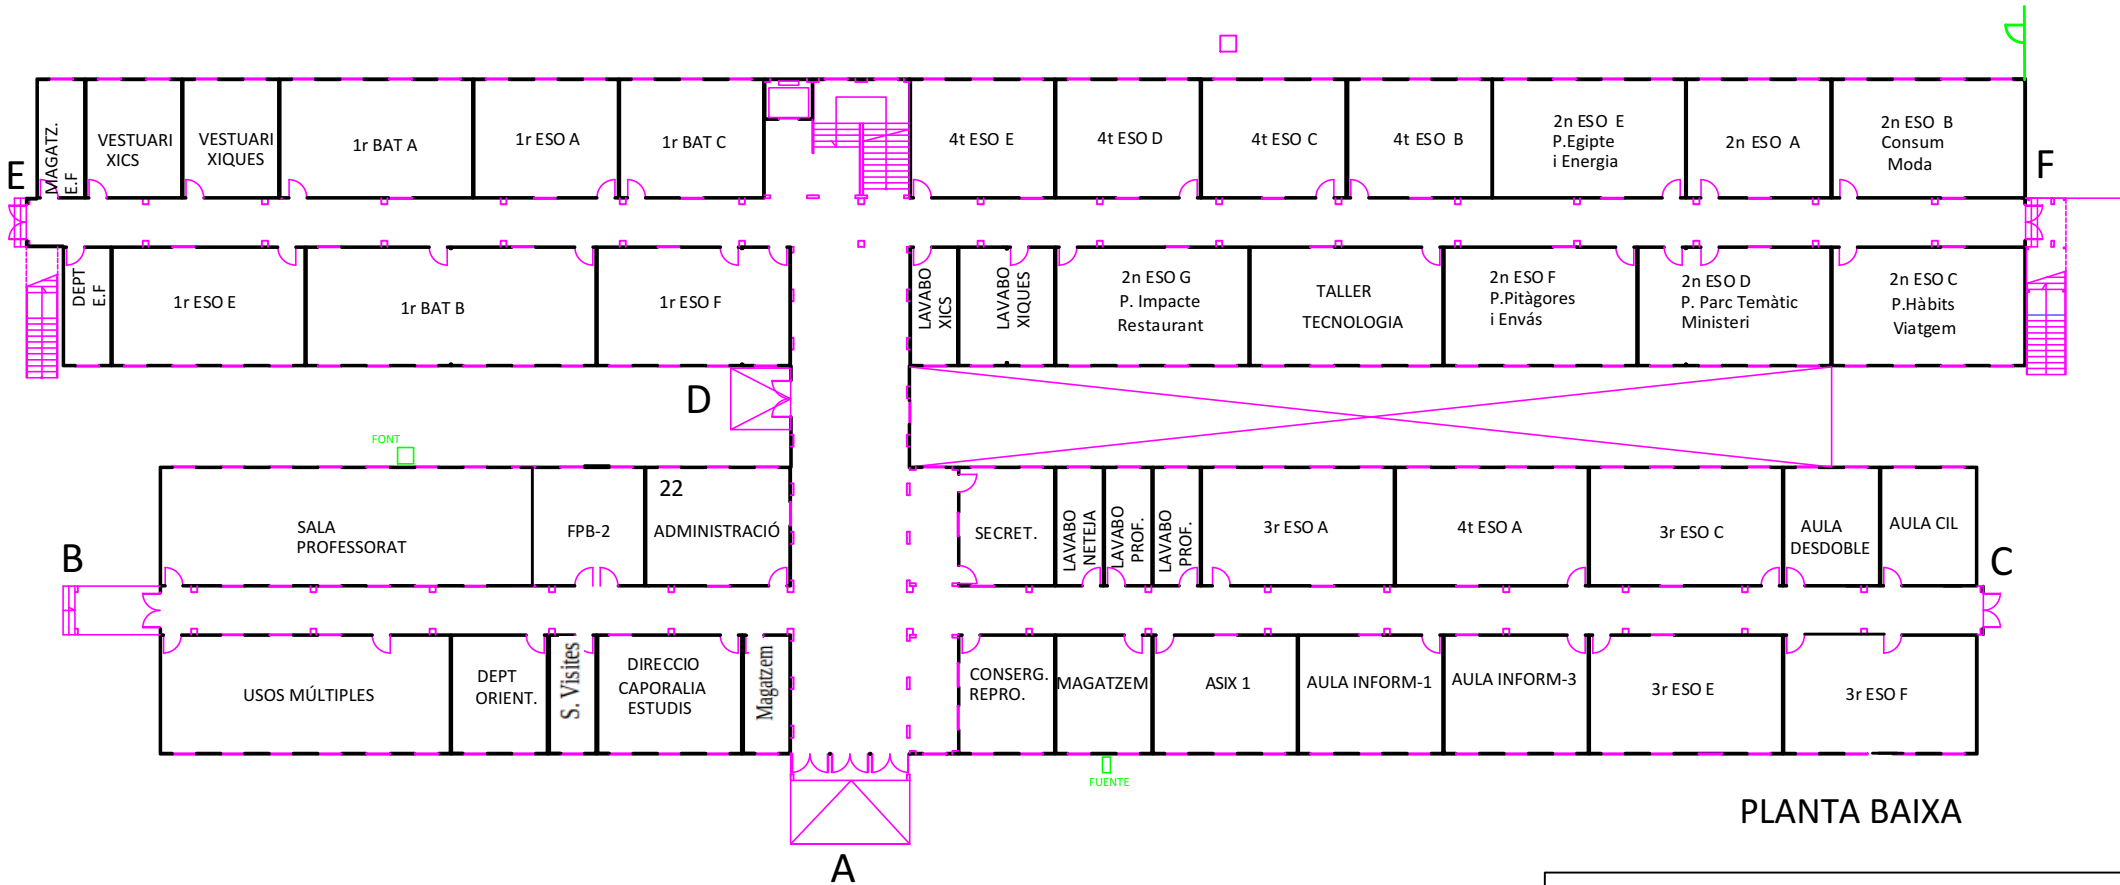 E
MAGATZ.
E.F
VESTUARI
XICS
VESTUARI
XIQUES
1r BAT A
1r ESO A
1r BAT C
4t ESO E
4t ESO D
4t ESO C
4t ESO B
2n ESO E
P.Egipte
i Energia
2n ESO A
2n ESO B
Consum
Moda
F
DEPT
E.F
1r ESO E
1r BAT B
1r ESO F
LAVABO
XICS
LAVABO
XIQUES
2n ESO G
P. Impacte
Restaurant
TALLER
TECNOLOGIA
2n ESO F
P.Pitàgores
i Envás
2n ESO D
P. Parc Temàtic
Ministeri
2n ESO C
P.Hàbits
Viatgem
D
FONT
B
SALA
PROFESSORAT
FPB-2
22
ADMINISTRACIÓ
SECRET.
LAVABO
NETEJA
LAVABO
PROF.
LAVABO
PROF.
3r ESO A
4t ESO A
3r ESO C
AULA
DESDOBLE
AULA CIL
C
USOS MÚLTIPLES
DEPT
ORIENT.
S. Visites
DIRECCIO
CAPORALIA
ESTUDIS
Magatzem
CONSERG.
REPRO.
MAGATZEM
ASIX 1
AULA INFORM-1
AULA INFORM-3
3r ESO E
3r ESO F
FUENTE
PLANTA BAIXA
A